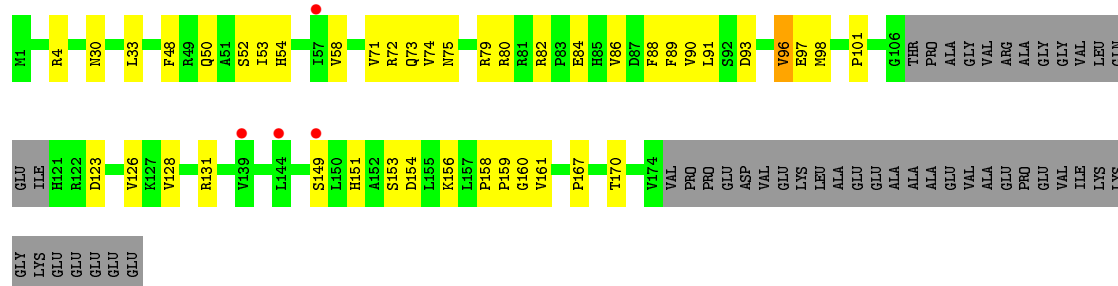 M1 R4 N30 L33 F48 R49 Q50 A51 S52 I53 H54 I57 V58 V71 R72 Q73 V74 N75 R79 R80 R81 R82 P83 E84 H85 V86 D87 F88 F89 V90 L91 S92 D93 V96 E97 M98 P101 G106 THR PRO ALA GLY VAL ARG ALA GLY GLY VAL LEU GLU
GLU ILE H121 R122 D123 V126 K127 V128 R131 V139 L144 S149 L150 H151 A152 S153 D154 L155 K156 L157 P158 P159 G160 V161 P167 T170 V174 VAL PRO PRO GLU ASP VAL GLU LYS LEU ALA GLU GLU ALA ALA ALA GLU VAL ALA GLU PRO GLU VAL ILE LYS LYS
GLY LYS GLU GLU GLU GLU GLU